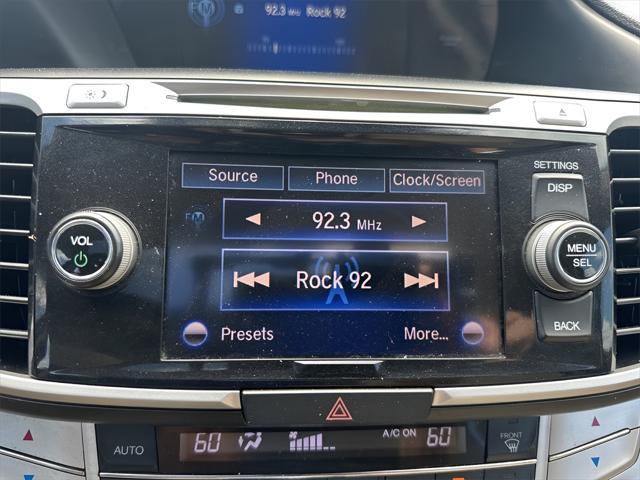 FM
92.3 MHz Rock 92
Source Phone Clock/Screen
FM
92.3 MHz
Rock 92
Presets More...
VOL
SETTINGS
DISP
MENU
SEL
BACK
AUTO
60
A/C ON
60
FRONT